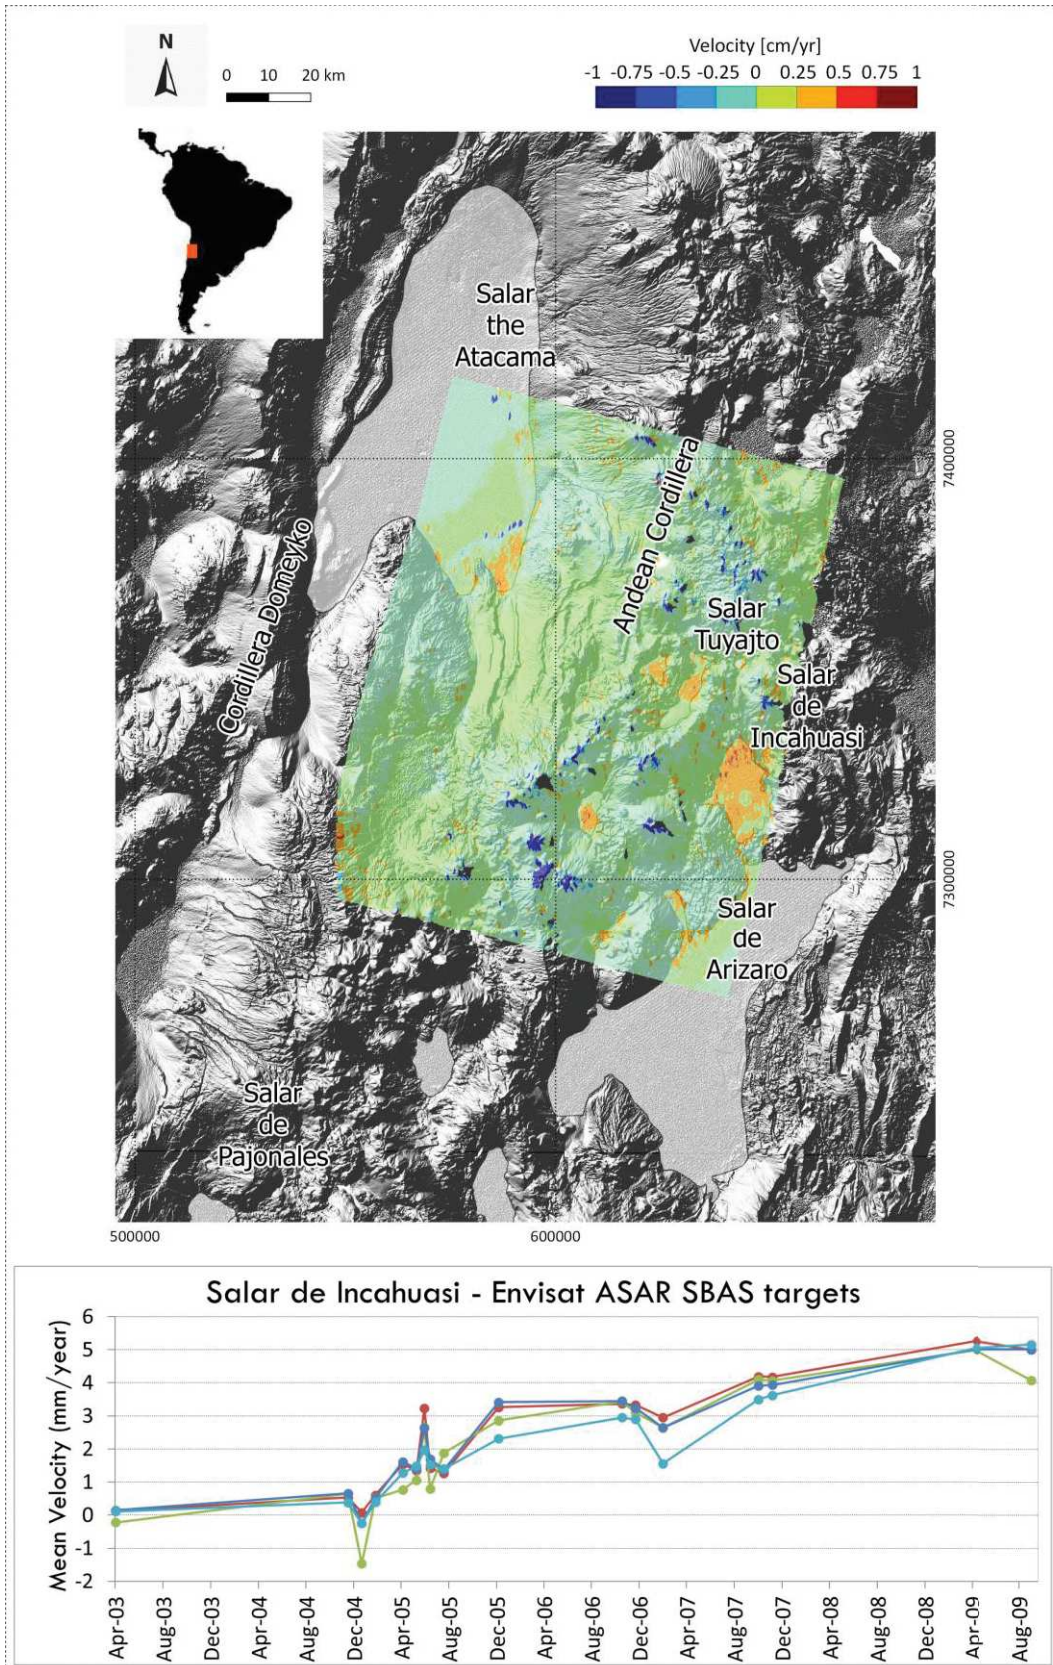 N
0 10 20 km
Velocity [cm/yr]
-1 -0.75 -0.5 -0.25 0 0.25 0.5 0.75 1
Salar
the
Atacama
7400000
Andean Cordillera
Cordillera Domeyko
Salar
Tuyajto
Salar
de
Incahuasi
7300000
Salar
de
Arizaro
Salar
de
Pajonales
500000 600000
Salar de Incahuasi - Envisat ASAR SBAS targets
Mean Velocity (mm/year)
6
5
4
3
2
1
0
-1
-2
Apr-03 Aug-03 Dec-03 Apr-04 Aug-04 Dec-04 Apr-05 Aug-05 Dec-05 Apr-06 Aug-06 Dec-06 Apr-07 Aug-07 Dec-07 Apr-08 Aug-08 Dec-08 Apr-09 Aug-09